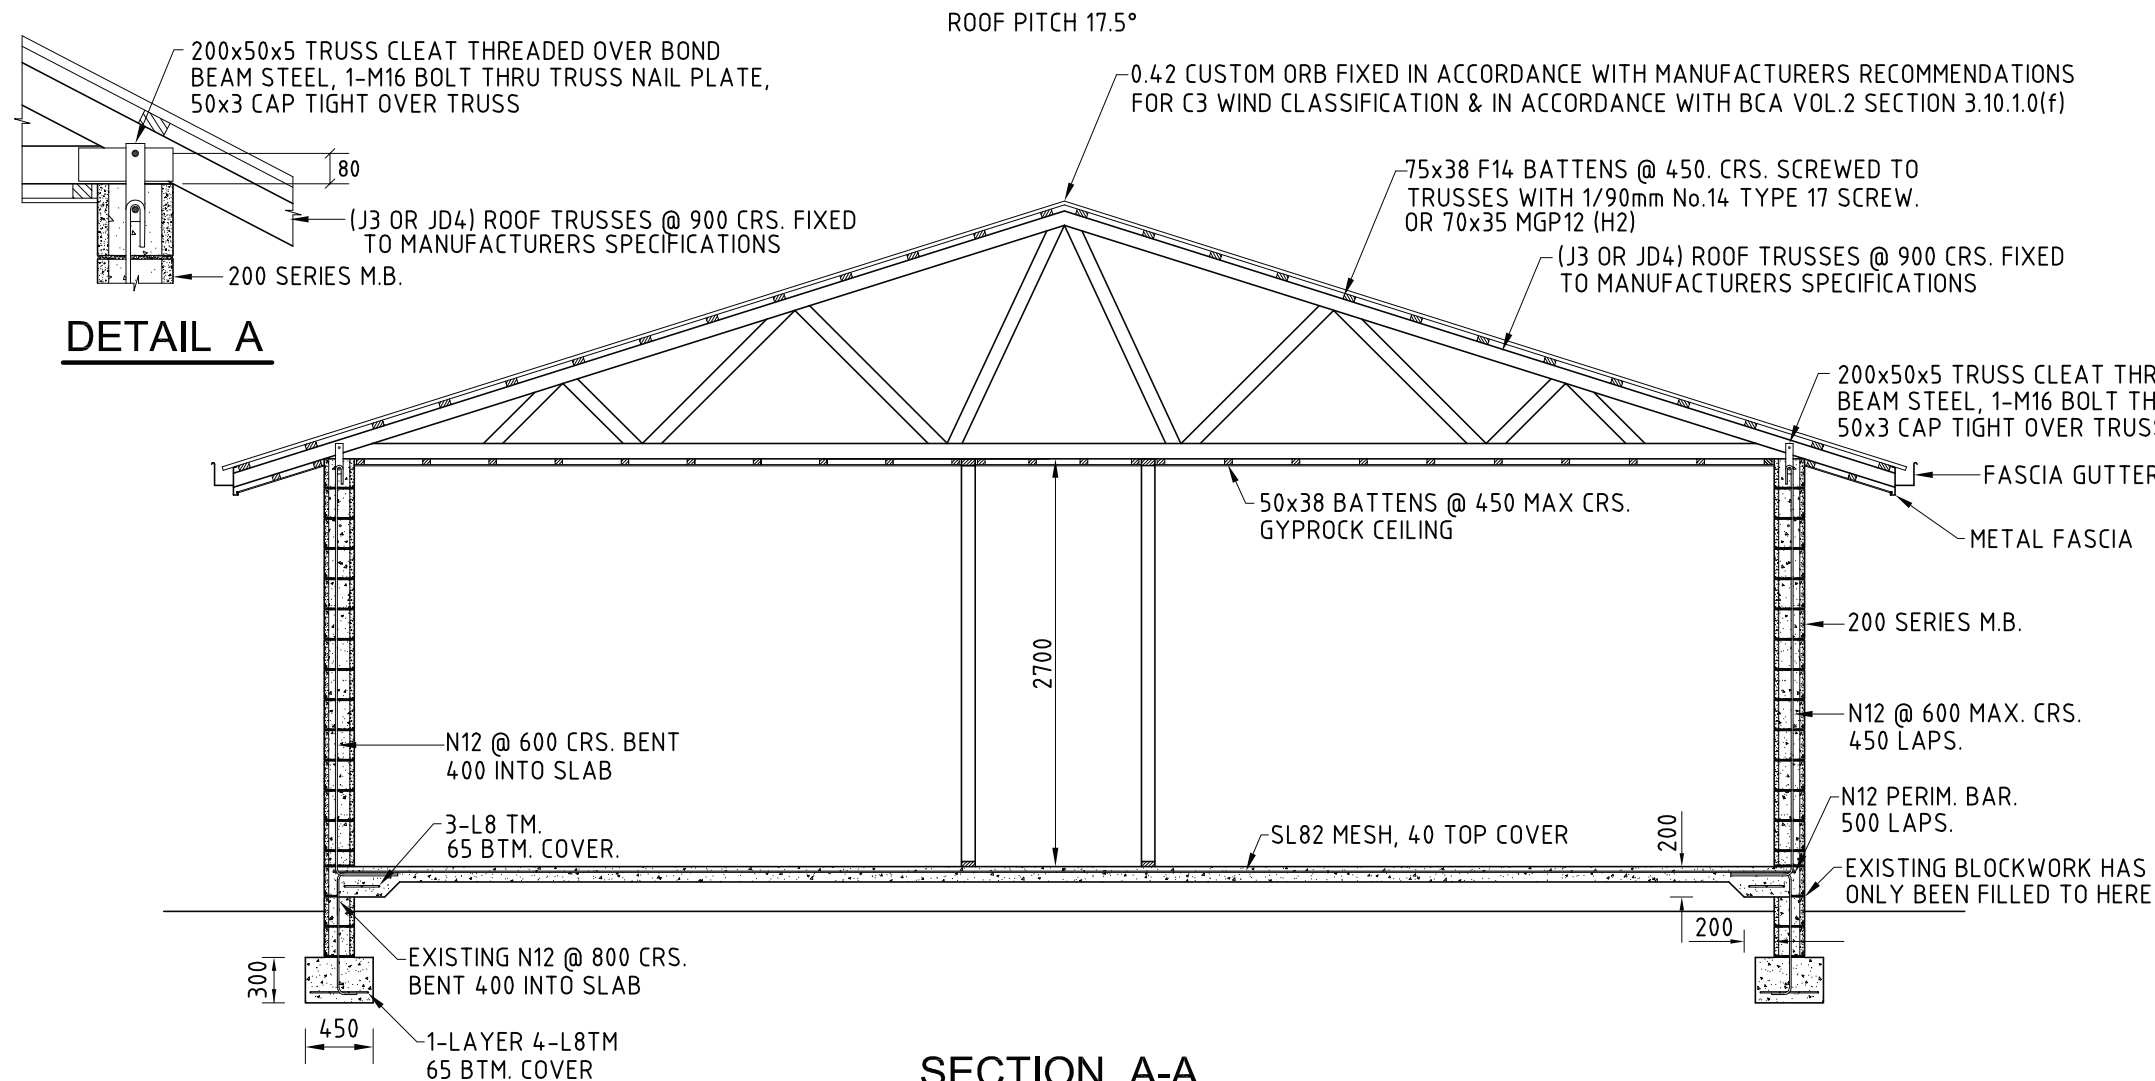 ROOF PITCH 17.5°
200x50x5 TRUSS CLEAT THREADED OVER BOND
BEAM STEEL, 1-M16 BOLT THRU TRUSS NAIL PLATE,
50x3 CAP TIGHT OVER TRUSS
80
(J3 OR JD4) ROOF TRUSSES @ 900 CRS. FIXED
TO MANUFACTURERS SPECIFICATIONS
200 SERIES M.B.
DETAIL A
0.42 CUSTOM ORB FIXED IN ACCORDANCE WITH MANUFACTURERS RECOMMENDATIONS
FOR C3 WIND CLASSIFICATION & IN ACCORDANCE WITH BCA VOL.2 SECTION 3.10.1.0(f)
75x38 F14 BATTENS @ 450. CRS. SCREWED TO
TRUSSES WITH 1/90mm No.14 TYPE 17 SCREW.
OR 70x35 MGP12 (H2)
(J3 OR JD4) ROOF TRUSSES @ 900 CRS. FIXED
TO MANUFACTURERS SPECIFICATIONS
200x50x5 TRUSS CLEAT THR
BEAM STEEL, 1-M16 BOLT TH
50x3 CAP TIGHT OVER TRUS
FASCIA GUTTER
METAL FASCIA
50x38 BATTENS @ 450 MAX CRS.
GYPROCK CEILING
200 SERIES M.B.
2700
N12 @ 600 CRS. BENT
400 INTO SLAB
N12 @ 600 MAX. CRS.
450 LAPS.
3-L8 TM.
65 BTM. COVER.
SL82 MESH, 40 TOP COVER
200
N12 PERIM. BAR.
500 LAPS.
EXISTING BLOCKWORK HAS
ONLY BEEN FILLED TO HERE
200
EXISTING N12 @ 800 CRS.
BENT 400 INTO SLAB
300
450
1-LAYER 4-L8TM
65 BTM. COVER
SECTION A-A